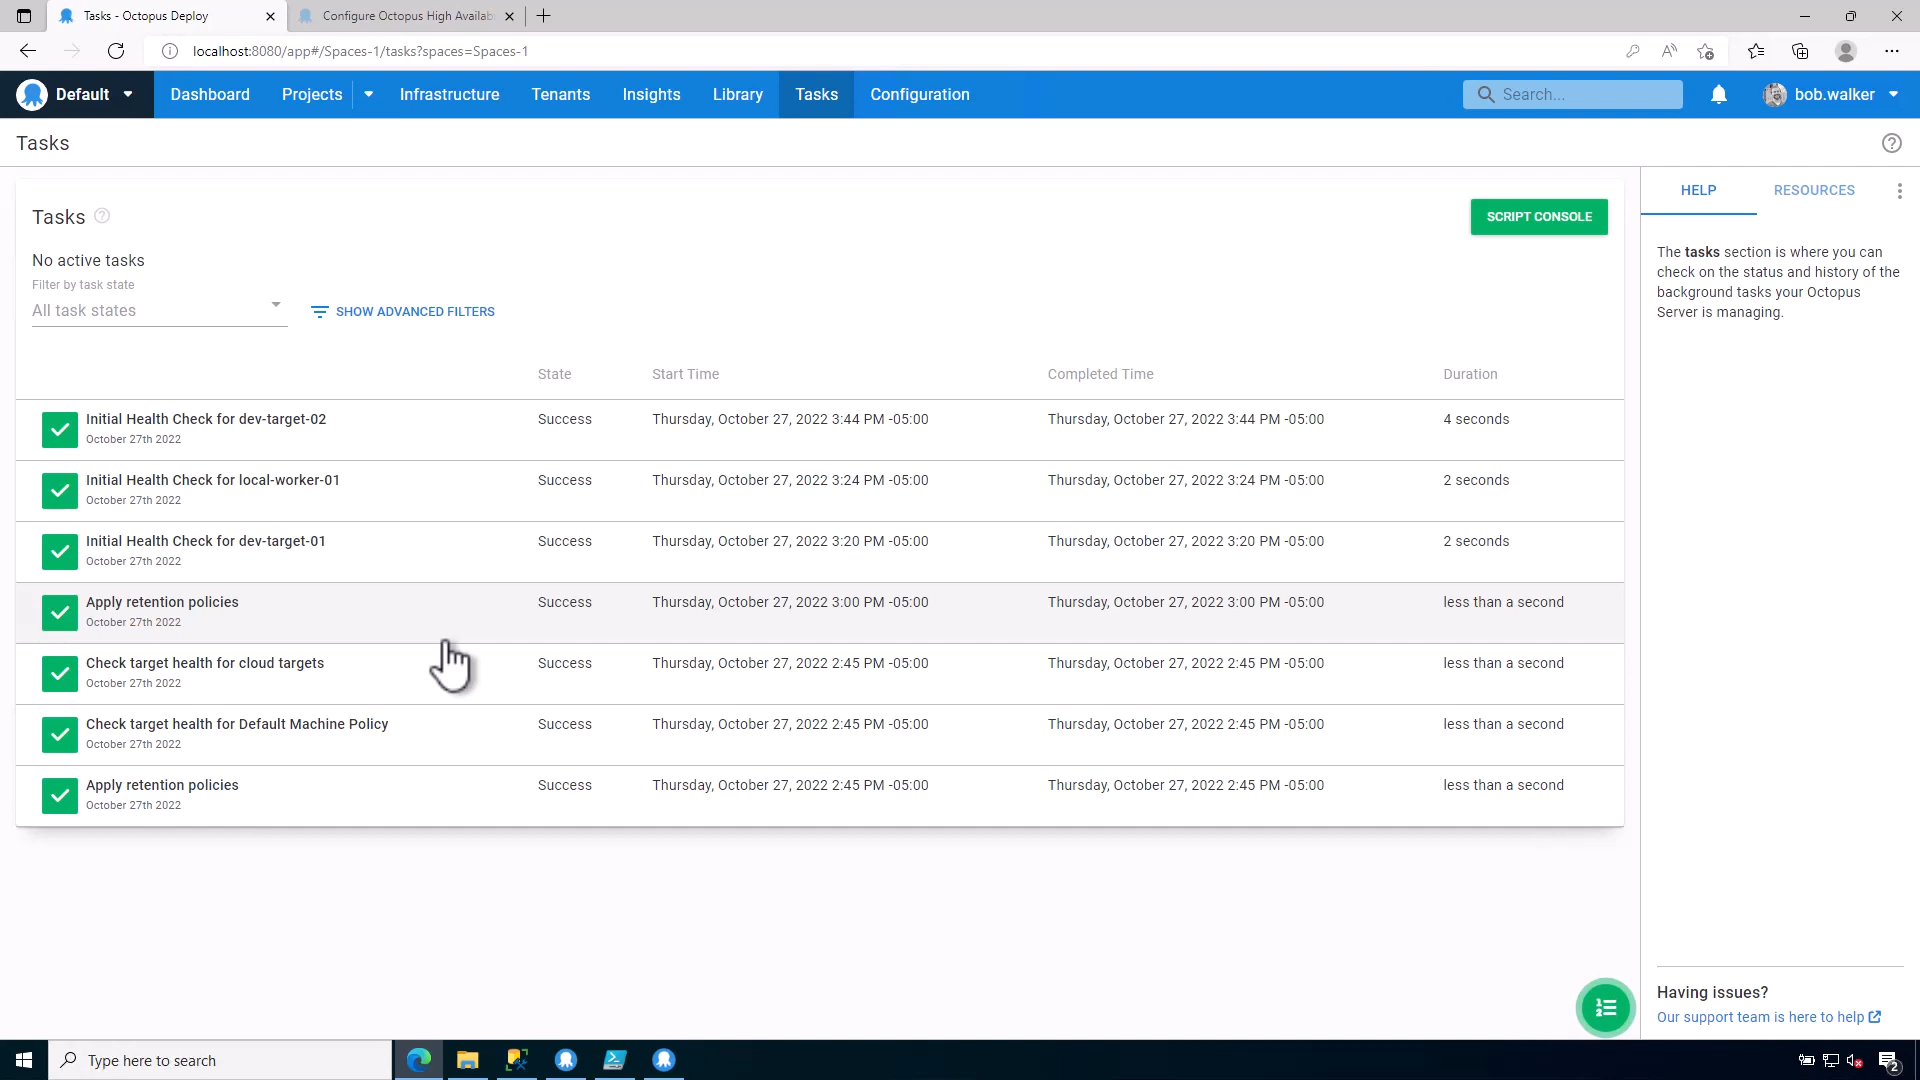 Tasks - Octopus Deploy
Configure Octopus High Availab
localhost:8080/app#/Spaces-1/tasks?spaces=Spaces-1
Default
Dashboard
Projects
Infrastructure
Tenants
Insights
Library
Tasks
Configuration
Search...
bob.walker
Tasks
HELP
RESOURCES
The tasks section is where you can
check on the status and history of the
background tasks your Octopus
Server is managing.
Tasks
SCRIPT CONSOLE
No active tasks
Filter by task state
All task states
SHOW ADVANCED FILTERS
State Start Time Completed Time Duration
Initial Health Check for dev-target-02 Success Thursday, October 27, 2022 3:44 PM -05:00 Thursday, October 27, 2022 3:44 PM -05:00 4 seconds
October 27th 2022
Initial Health Check for local-worker-01 Success Thursday, October 27, 2022 3:24 PM -05:00 Thursday, October 27, 2022 3:24 PM -05:00 2 seconds
October 27th 2022
Initial Health Check for dev-target-01 Success Thursday, October 27, 2022 3:20 PM -05:00 Thursday, October 27, 2022 3:20 PM -05:00 2 seconds
October 27th 2022
Apply retention policies Success Thursday, October 27, 2022 3:00 PM -05:00 Thursday, October 27, 2022 3:00 PM -05:00 less than a second
October 27th 2022
Check target health for cloud targets Success Thursday, October 27, 2022 2:45 PM -05:00 Thursday, October 27, 2022 2:45 PM -05:00 less than a second
October 27th 2022
Check target health for Default Machine Policy Success Thursday, October 27, 2022 2:45 PM -05:00 Thursday, October 27, 2022 2:45 PM -05:00 less than a second
October 27th 2022
Apply retention policies Success Thursday, October 27, 2022 2:45 PM -05:00 Thursday, October 27, 2022 2:45 PM -05:00 less than a second
October 27th 2022
Having issues?
Our support team is here to help
Type here to search
2